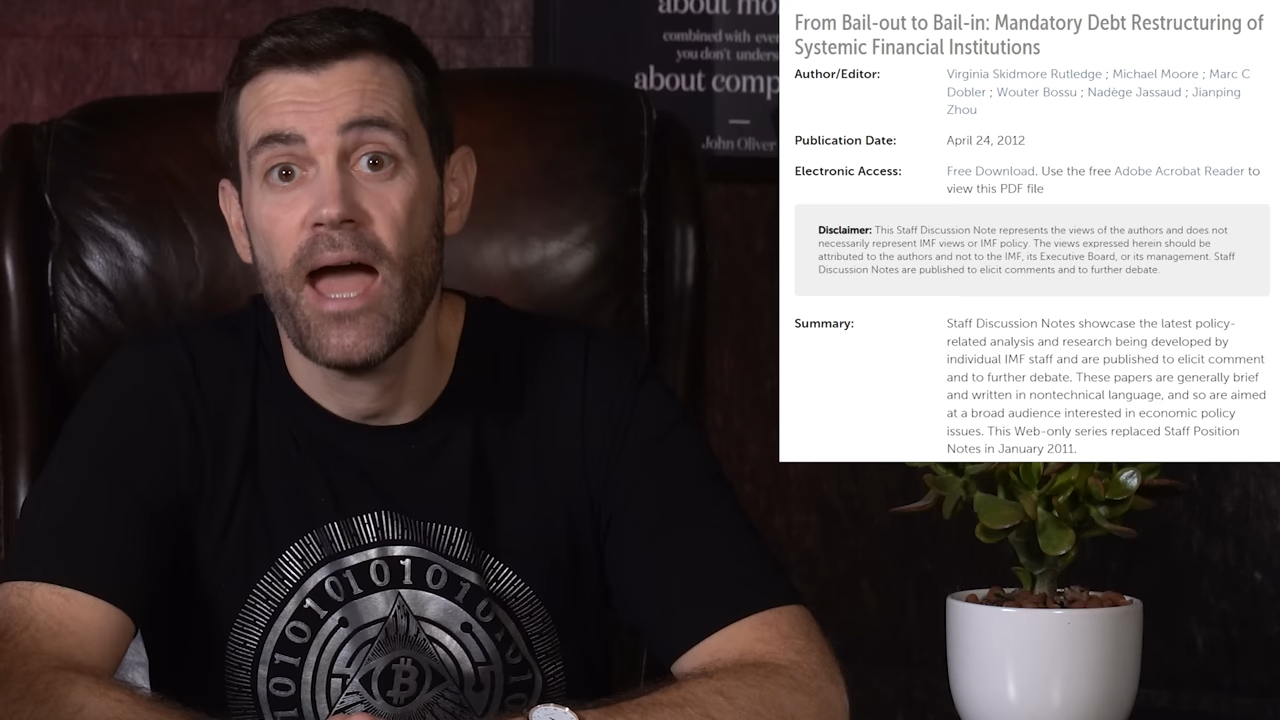 about mo
combined with ever
you don't unders
about comp
John Oliver
From Bail-out to Bail-in: Mandatory Debt Restructuring of
Systemic Financial Institutions
Author/Editor: Virginia Skidmore Rutledge ; Michael Moore ; Marc C
Dobler ; Wouter Bossu ; Nadège Jassaud ; Jianping
Zhou
Publication Date: April 24, 2012
Electronic Access: Free Download. Use the free Adobe Acrobat Reader to
view this PDF file
Disclaimer: This Staff Discussion Note represents the views of the authors and does not
necessarily represent IMF views or IMF policy. The views expressed herein should be
attributed to the authors and not to the IMF, its Executive Board, or its management. Staff
Discussion Notes are published to elicit comments and to further debate.
Summary: Staff Discussion Notes showcase the latest policy-
related analysis and research being developed by
individual IMF staff and are published to elicit comment
and to further debate. These papers are generally brief
and written in nontechnical language, and so are aimed
at a broad audience interested in economic policy
issues. This Web-only series replaced Staff Position
Notes in January 2011.